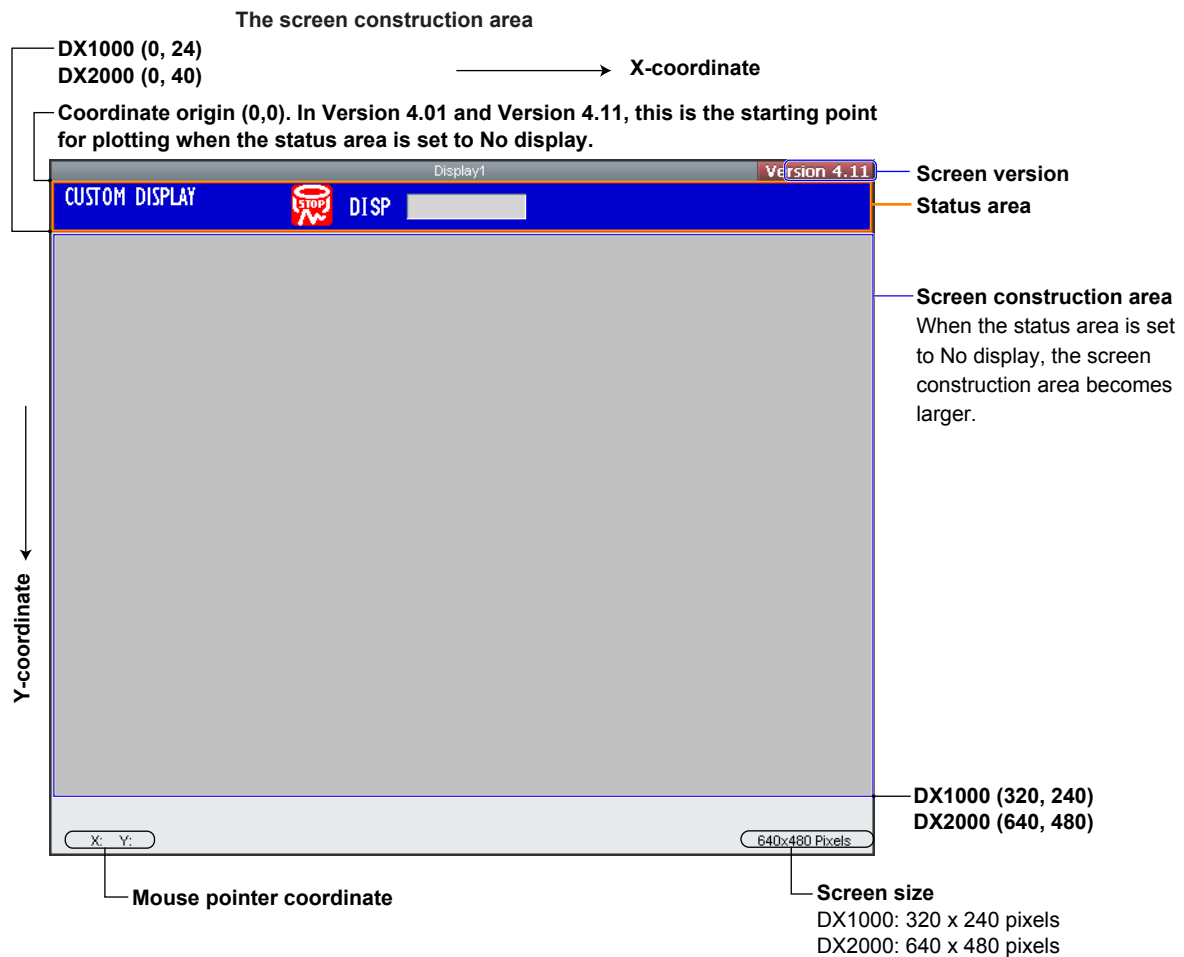 The screen construction area
DX1000 (0, 24)
DX2000 (0, 40)
X-coordinate
Coordinate origin (0,0). In Version 4.01 and Version 4.11, this is the starting point
for plotting when the status area is set to No display.
Display1
Version 4.11
Screen version
CUSTOM DISPLAY
STOP
DISP
Status area
Screen construction area
When the status area is set
to No display, the screen
construction area becomes
larger.
Y-coordinate
DX1000 (320, 240)
DX2000 (640, 480)
X: Y:
640x480 Pixels
Mouse pointer coordinate
Screen size
DX1000: 320 x 240 pixels
DX2000: 640 x 480 pixels